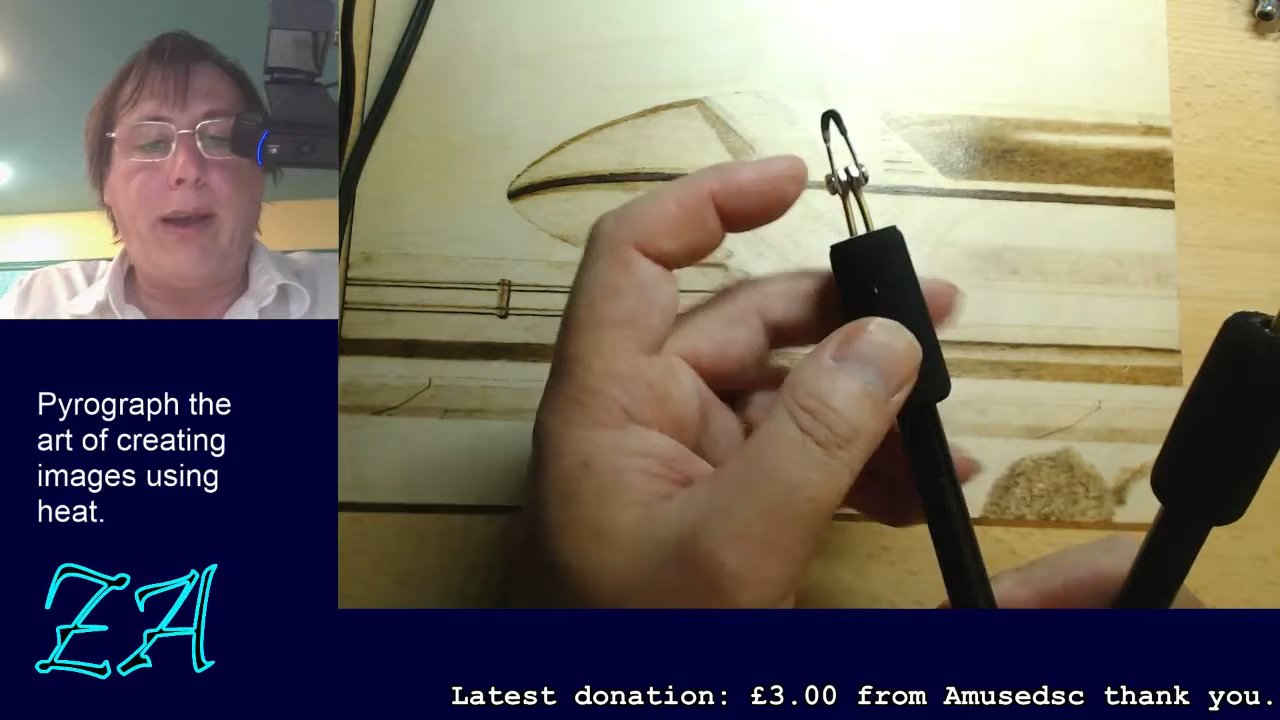 Pyrograph the
art of creating
images using
heat.
ZA
Latest donation: £3.00 from Amusedsc thank you.